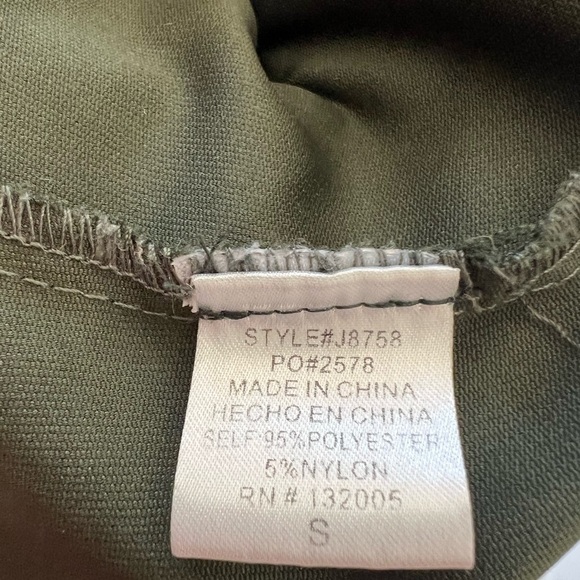 STYLE#J8758
PO#2578
MADE IN CHINA
HECHO EN CHINA
SELF:95%POLYESTER
5%NYLON
RN # 132005
S